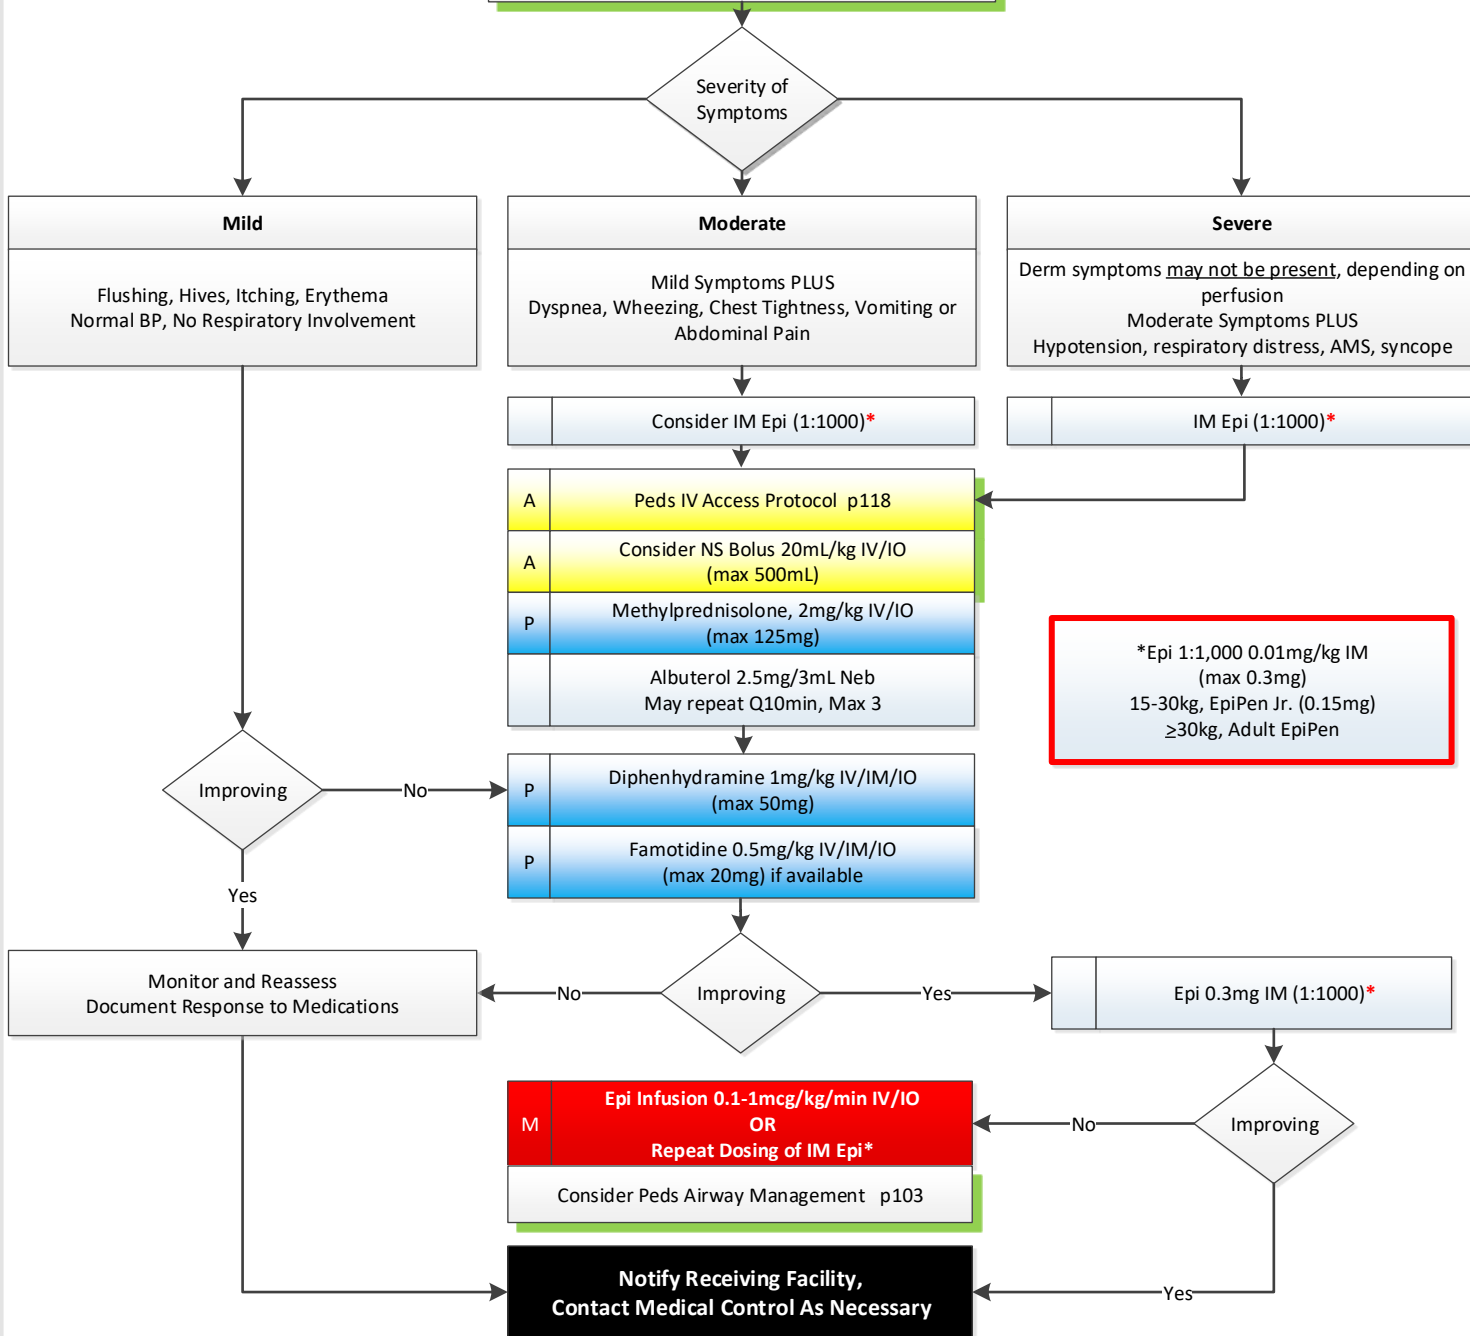 Severity of
Symptoms
Mild
Flushing, Hives, Itching, Erythema
Normal BP, No Respiratory Involvement
Moderate
Mild Symptoms PLUS
Dyspnea, Wheezing, Chest Tightness, Vomiting or
Abdominal Pain
Severe
Derm symptoms may not be present, depending on
perfusion
Moderate Symptoms PLUS
Hypotension, respiratory distress, AMS, syncope
Consider IM Epi (1:1000)*
IM Epi (1:1000)*
A
Peds IV Access Protocol p118
A
Consider NS Bolus 20mL/kg IV/IO
(max 500mL)
P
Methylprednisolone, 2mg/kg IV/IO
(max 125mg)
Albuterol 2.5mg/3mL Neb
May repeat Q10min, Max 3
*Epi 1:1,000 0.01mg/kg IM
(max 0.3mg)
15-30kg, EpiPen Jr. (0.15mg)
≥30kg, Adult EpiPen
Improving
No
P
Diphenhydramine 1mg/kg IV/IM/IO
(max 50mg)
P
Famotidine 0.5mg/kg IV/IM/IO
(max 20mg) if available
Yes
Monitor and Reassess
Document Response to Medications
No
Improving
Yes
Epi 0.3mg IM (1:1000)*
M
Epi Infusion 0.1-1mcg/kg/min IV/IO
OR
Repeat Dosing of IM Epi*
No
Improving
Consider Peds Airway Management p103
Notify Receiving Facility,
Contact Medical Control As Necessary
Yes